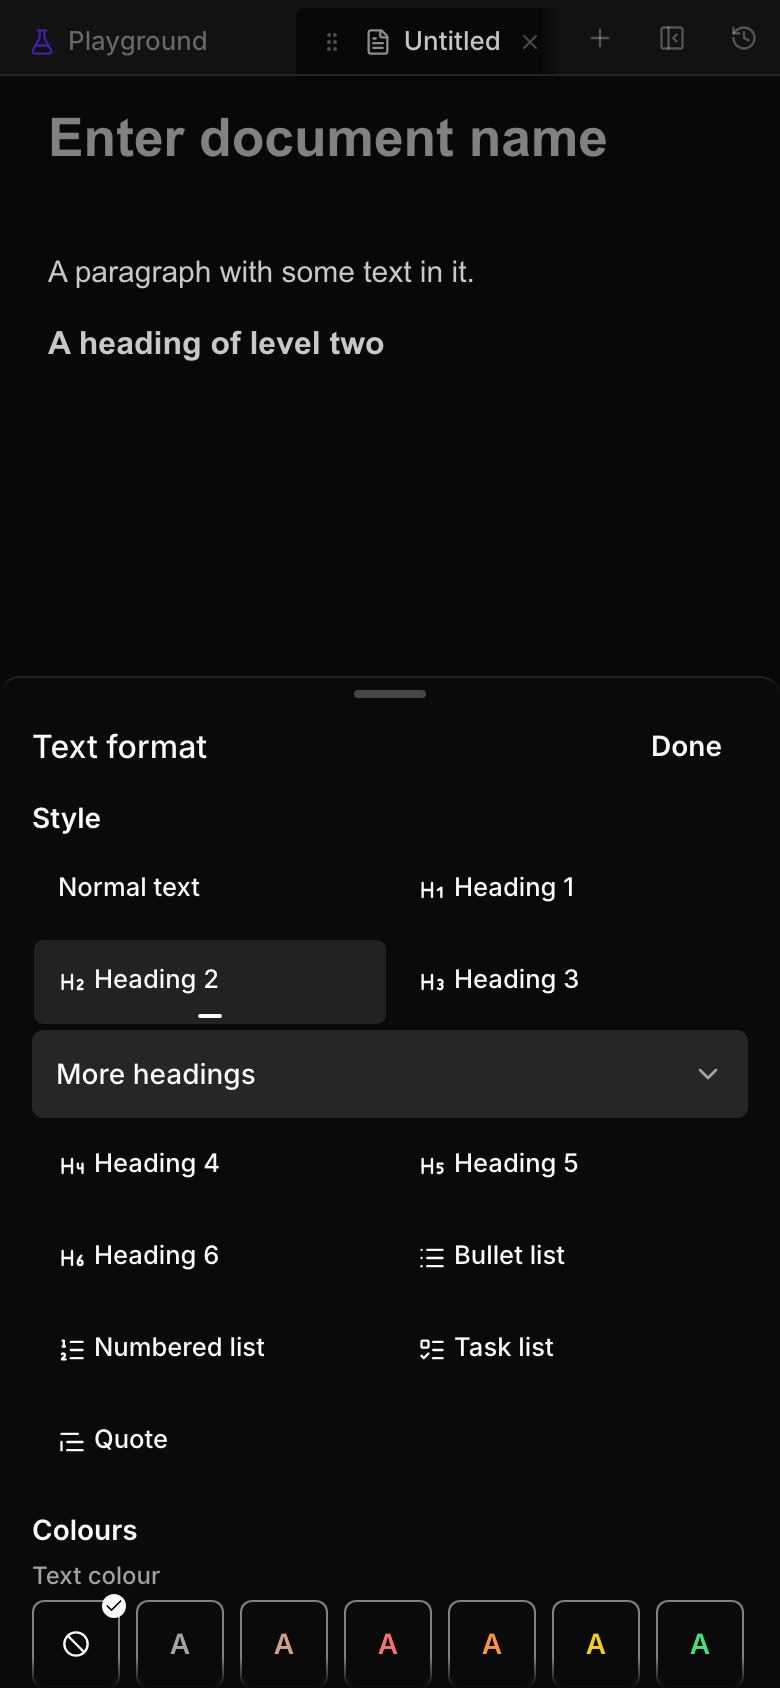 Playground
Untitled
Enter document name
A paragraph with some text in it.
A heading of level two
Text format
Done
Style
Normal text
H1 Heading 1
H2 Heading 2
H3 Heading 3
More headings
H4 Heading 4
H5 Heading 5
H6 Heading 6
Bullet list
Numbered list
Task list
Quote
Colours
Text colour
A A A A A A